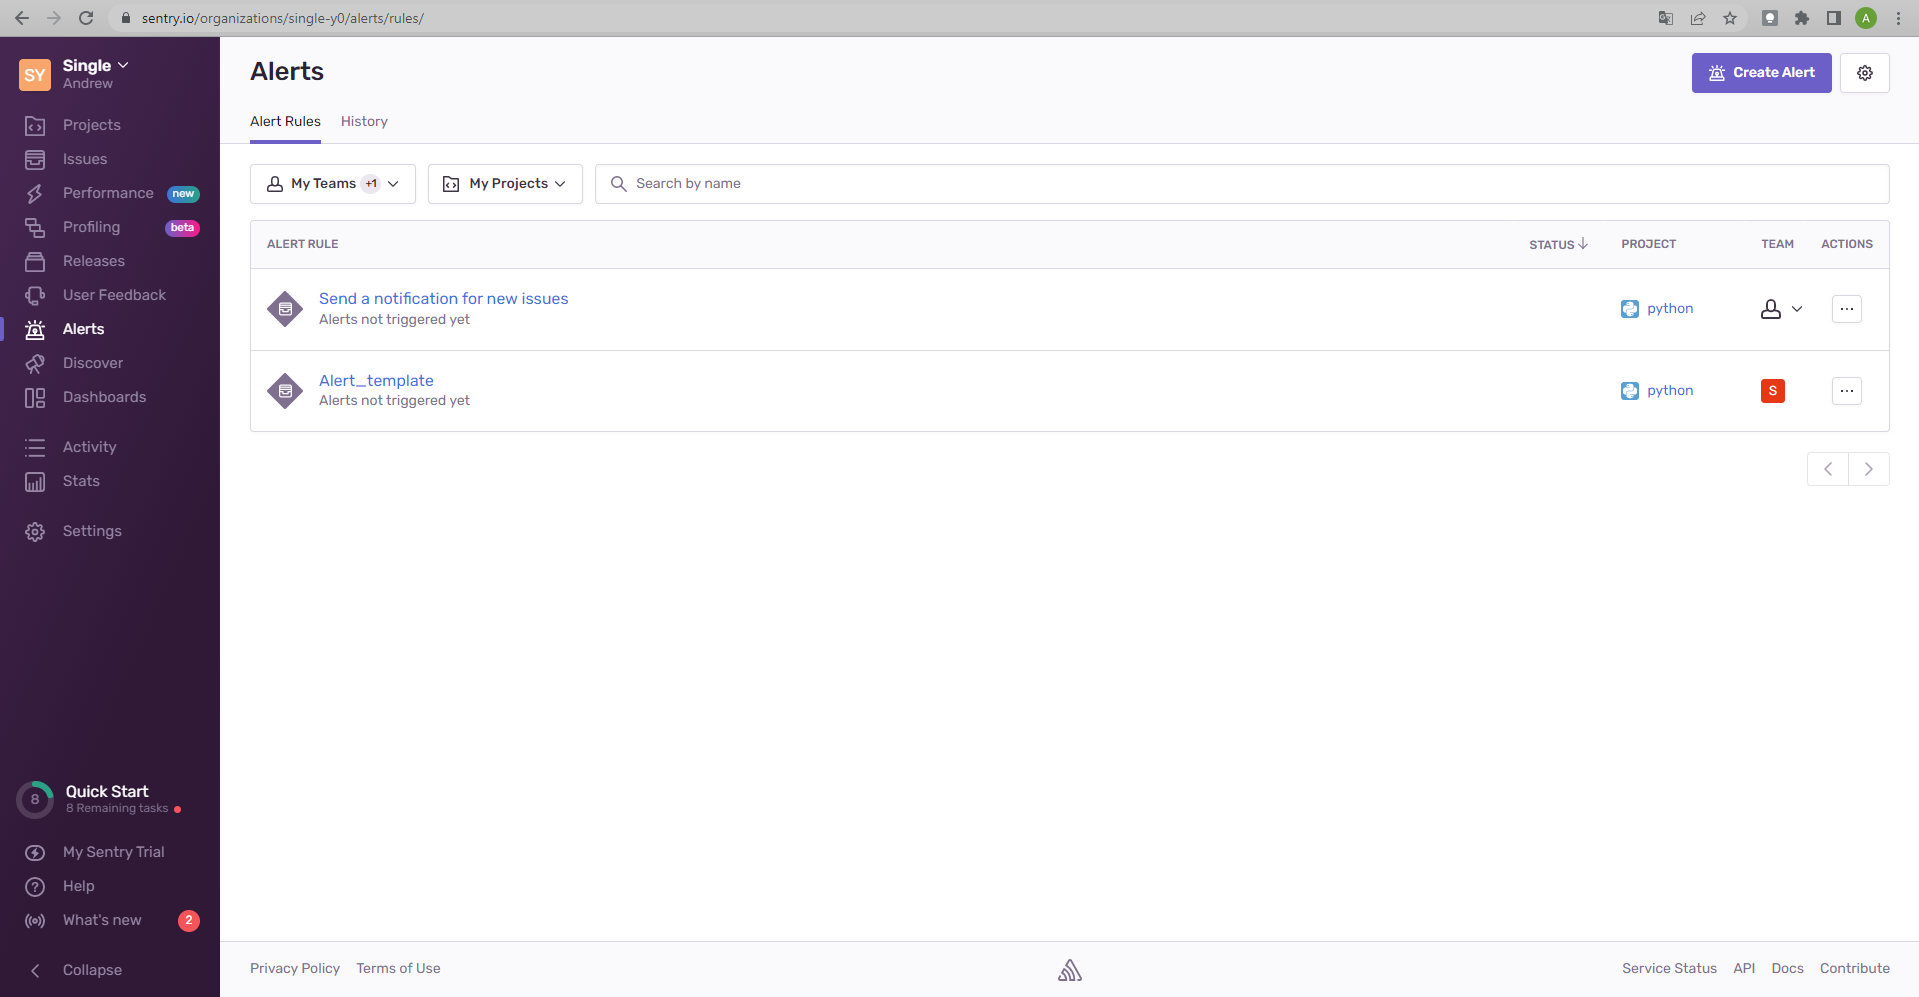 sentry.io/organizations/single-y0/alerts/rules/
A
SY
Single
Andrew
Projects
Issues
Performance new
Profiling beta
Releases
User Feedback
Alerts
Discover
Dashboards
Activity
Stats
Settings
8
Quick Start
8 Remaining tasks
My Sentry Trial
Help
What's new 2
Collapse
Alerts
Create Alert
Alert Rules History
My Teams +1 My Projects Search by name
ALERT RULE STATUS PROJECT TEAM ACTIONS
Send a notification for new issues
Alerts not triggered yet
python
Alert_template
Alerts not triggered yet
python S
Privacy Policy Terms of Use Service Status API Docs Contribute